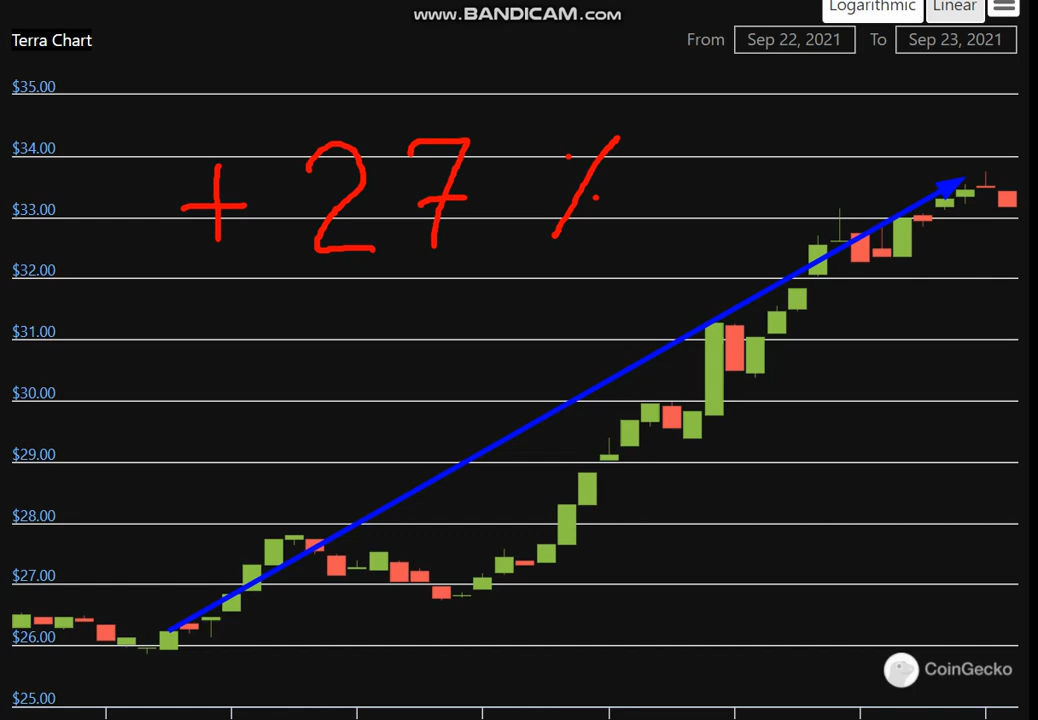 www.BANDICAM.com
Logarithmic Linear
Terra Chart
From Sep 22, 2021 To Sep 23, 2021
$35.00
$34.00
+ 27 %
$33.00
$32.00
$31.00
$30.00
$29.00
$28.00
$27.00
$26.00
CoinGecko
$25.00